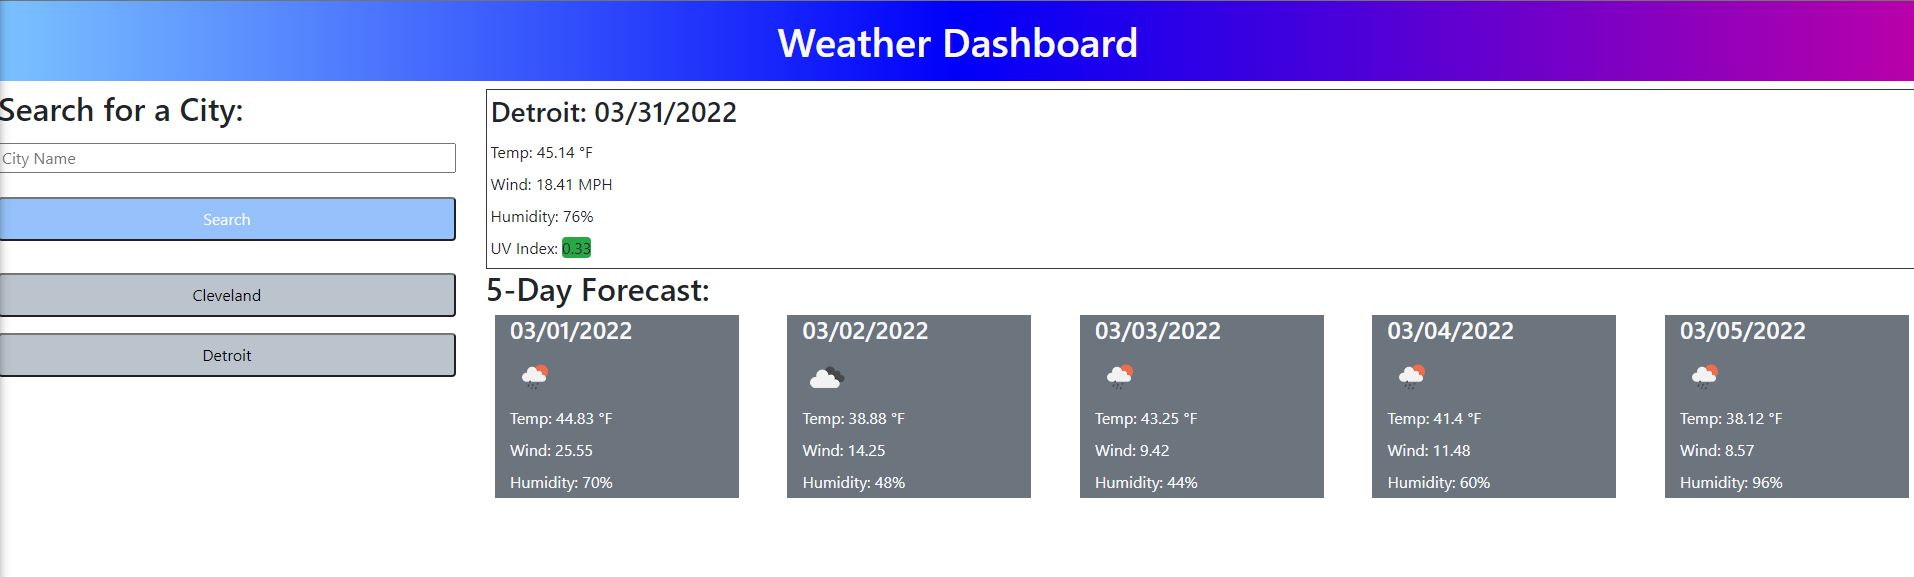 Weather Dashboard
Search for a City:
City Name
Search
Cleveland
Detroit
Detroit: 03/31/2022
Temp: 45.14 °F
Wind: 18.41 MPH
Humidity: 76%
UV Index: 0.33
5-Day Forecast:
03/01/2022
Temp: 44.83 °F
Wind: 25.55
Humidity: 70%
03/02/2022
Temp: 38.88 °F
Wind: 14.25
Humidity: 48%
03/03/2022
Temp: 43.25 °F
Wind: 9.42
Humidity: 44%
03/04/2022
Temp: 41.4 °F
Wind: 11.48
Humidity: 60%
03/05/2022
Temp: 38.12 °F
Wind: 8.57
Humidity: 96%